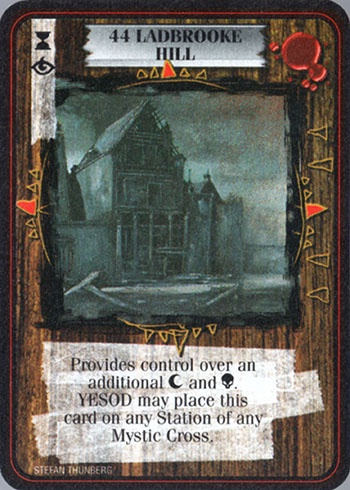 44 LADBROOKE
HILL
Provides control over an
additional and .
YESOD may place this
card on any Station of any
Mystic Cross.
STEFAN THUNBERG